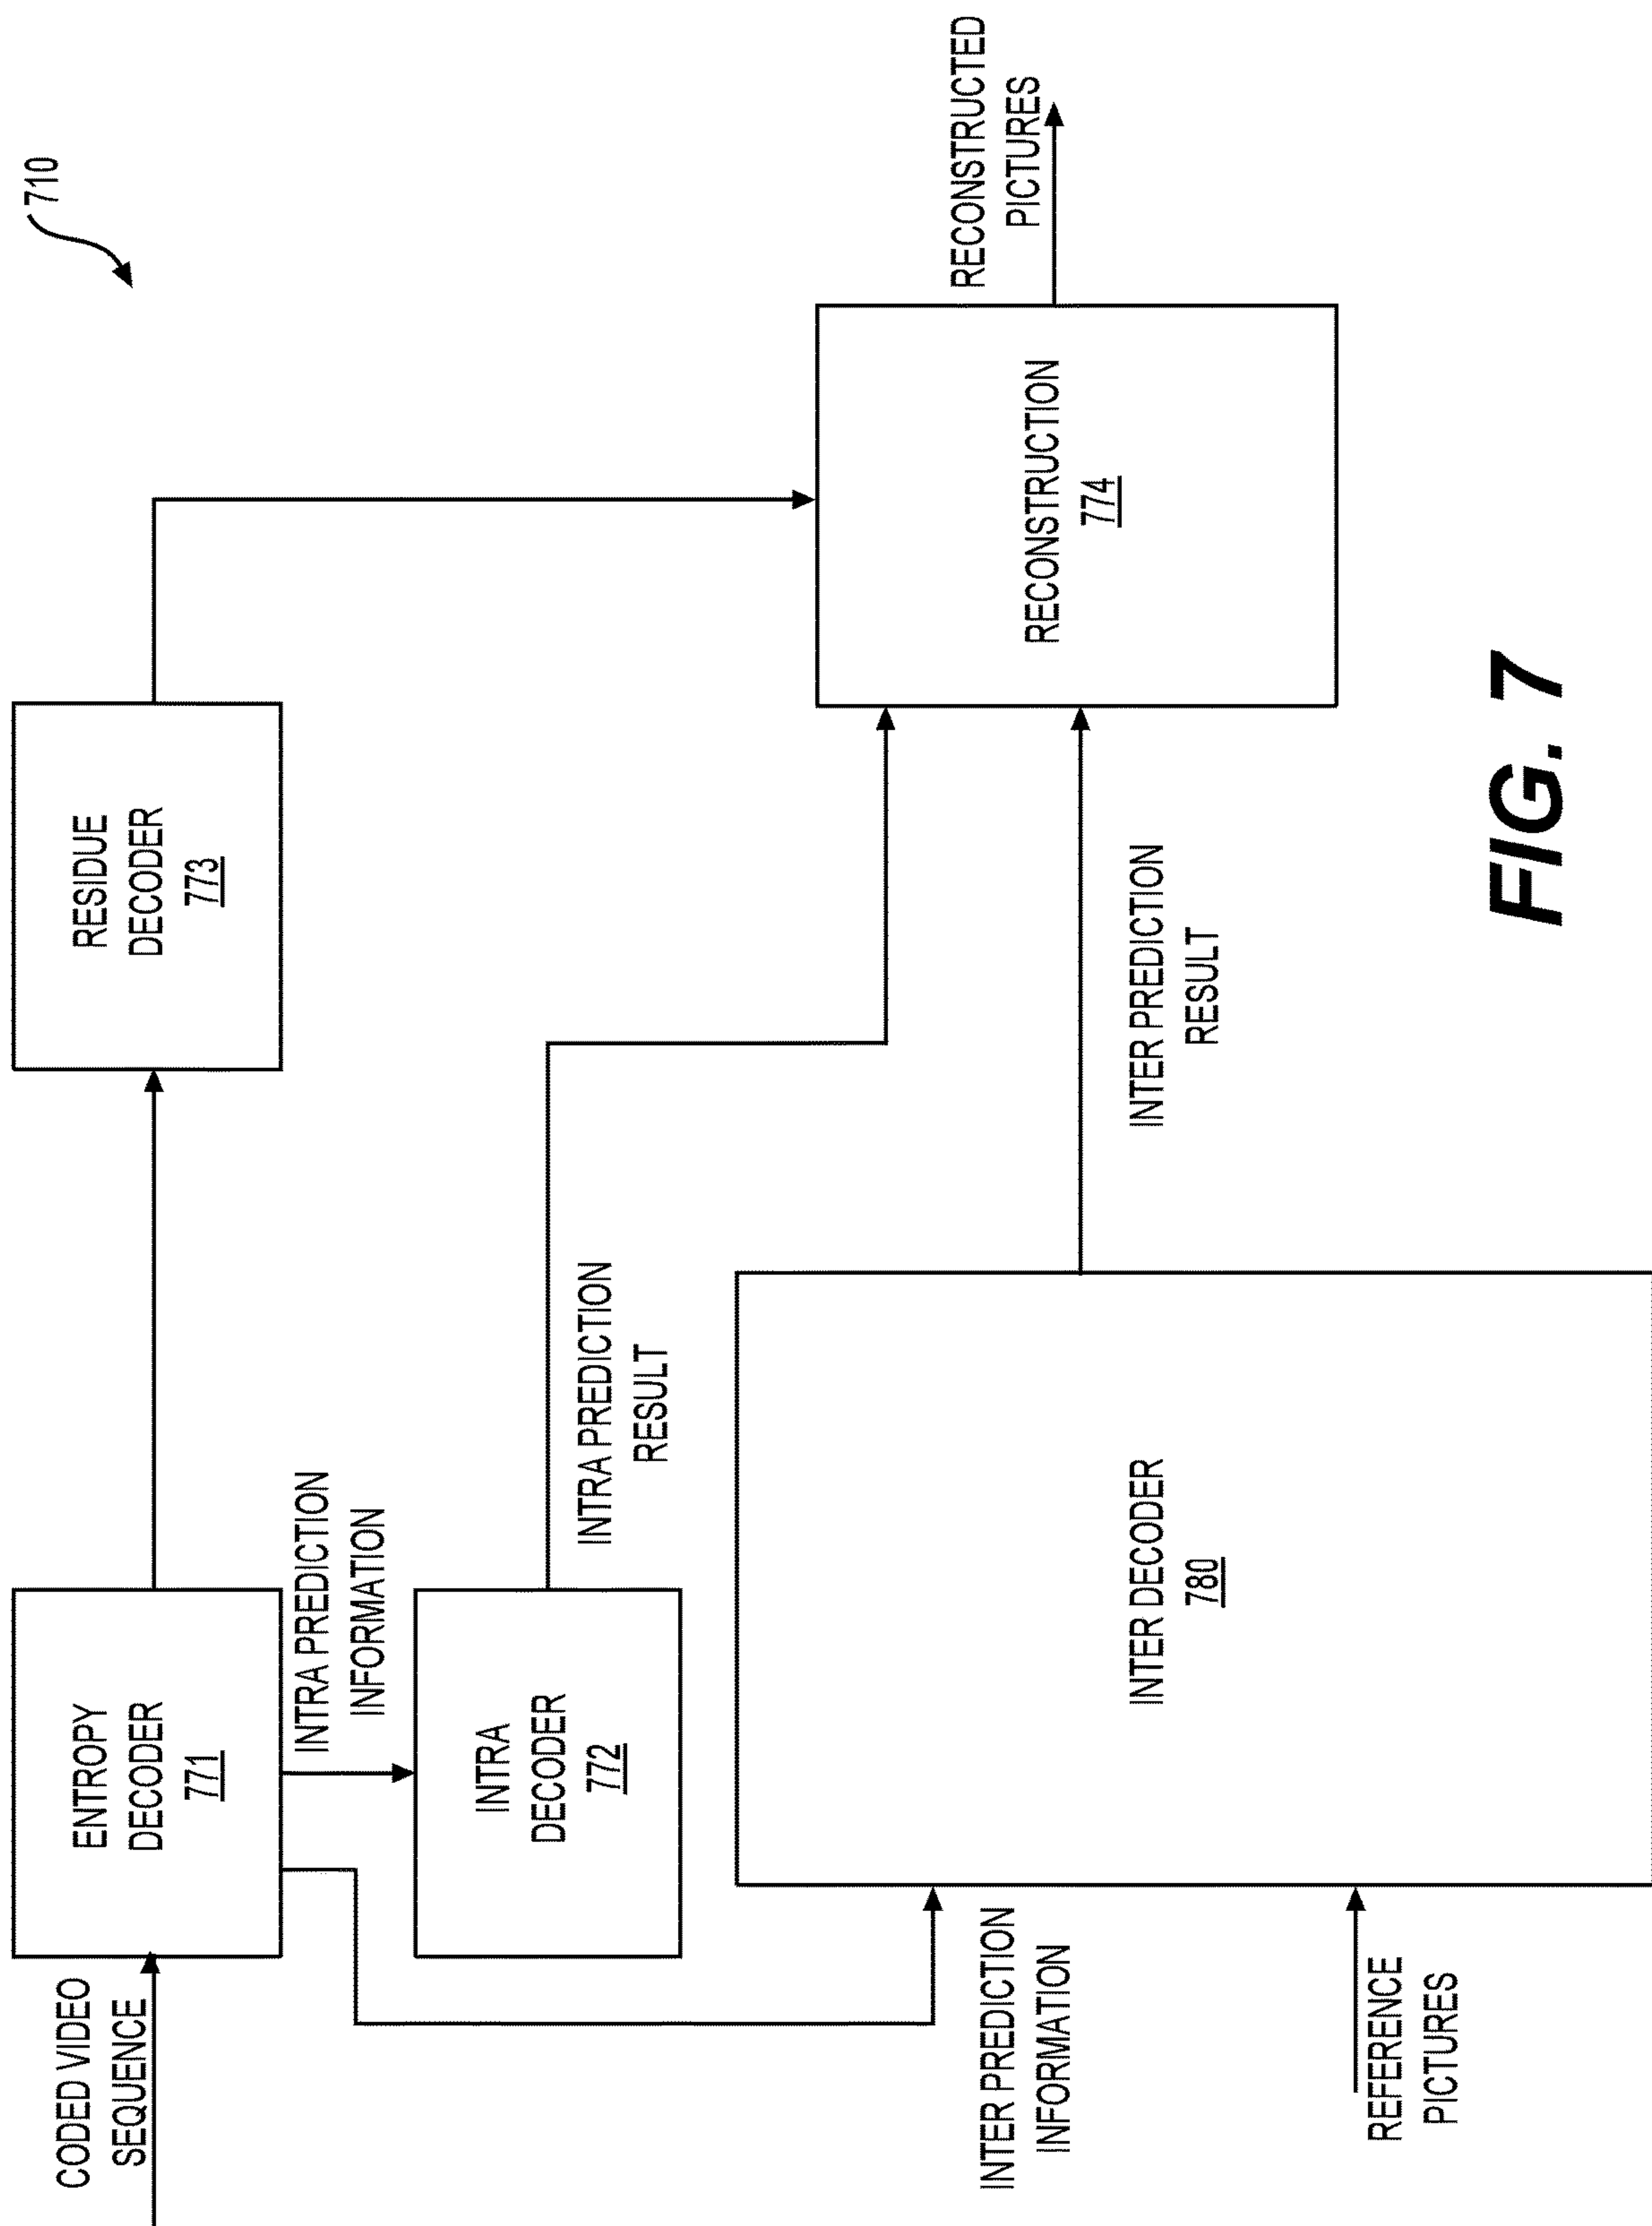 710
CODED VIDEO
SEQUENCE
ENTROPY
DECODER
771
RESIDUE
DECODER
773
INTRA PREDICTION
INFORMATION
INTRA
DECODER
772
INTRA PREDICTION
RESULT
RECONSTRUCTED
PICTURES
RECONSTRUCTION
774
INTER PREDICTION
INFORMATION
INTER DECODER
780
INTER PREDICTION
RESULT
REFERENCE
PICTURES
FIG. 7